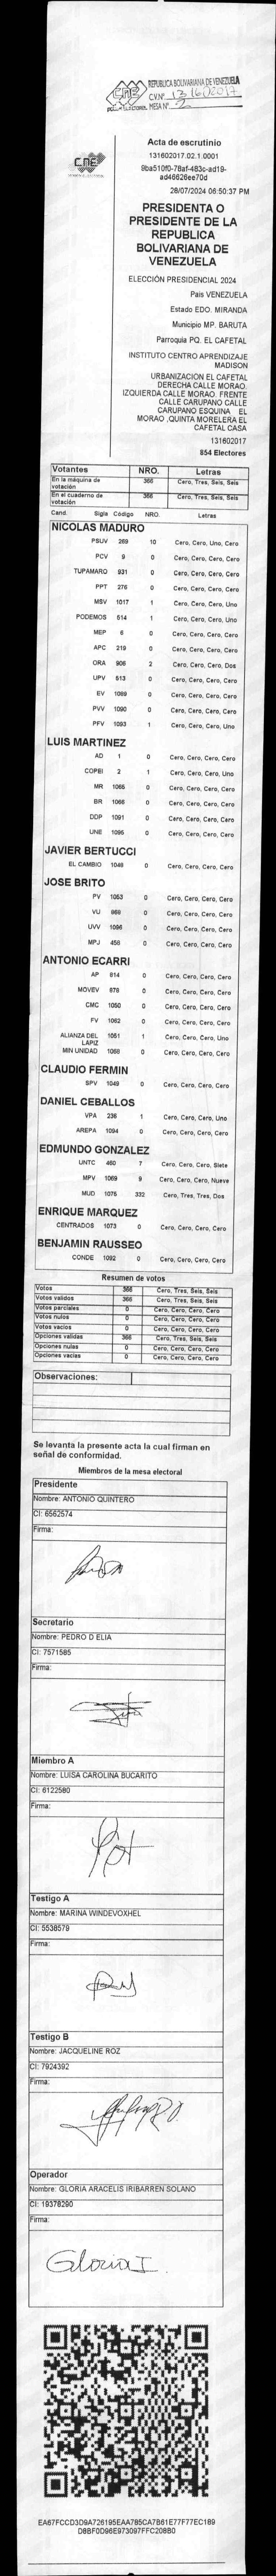 REPÚBLICA BOLIVARIANA DE VENEZUELA
C.V.N° 131602017
MESA N° 2
CNE
CNE
Acta de escrutinio
131602017.02.1.0001
9ba510f0-78af-483c-ad19-
ad46626ee70d
28/07/2024 06:50:37 PM
PRESIDENTA O
PRESIDENTE DE LA
REPUBLICA
BOLIVARIANA DE
VENEZUELA
ELECCIÓN PRESIDENCIAL 2024
Pais VENEZUELA
Estado EDO. MIRANDA
Municipio MP. BARUTA
Parroquia PQ. EL CAFETAL
INSTITUTO CENTRO APRENDIZAJE
MADISON
URBANIZACION EL CAFETAL
DERECHA CALLE MORAO.
IZQUIERDA CALLE MORAO. FRENTE
CALLE CARUPANO CALLE
CARUPANO ESQUINA EL
MORAO ,QUINTA MORELERA EL
CAFETAL CASA
131602017
854 Electores
Votantes NRO. Letras
En la máquina de votación 366 Cero, Tres, Seis, Seis
En el cuaderno de votación 366 Cero, Tres, Seis, Seis
Cand. Sigla Código NRO. Letras
NICOLAS MADURO
PSUV 269 10 Cero, Cero, Uno, Cero
PCV 9 0 Cero, Cero, Cero, Cero
TUPAMARO 931 0 Cero, Cero, Cero, Cero
PPT 276 0 Cero, Cero, Cero, Cero
MSV 1017 1 Cero, Cero, Cero, Uno
PODEMOS 514 1 Cero, Cero, Cero, Uno
MEP 6 0 Cero, Cero, Cero, Cero
APC 219 0 Cero, Cero, Cero, Cero
ORA 906 2 Cero, Cero, Cero, Dos
UPV 513 0 Cero, Cero, Cero, Cero
EV 1089 0 Cero, Cero, Cero, Cero
PVV 1090 0 Cero, Cero, Cero, Cero
PFV 1093 1 Cero, Cero, Cero, Uno
LUIS MARTINEZ
AD 1 0 Cero, Cero, Cero, Cero
COPEI 2 1 Cero, Cero, Cero, Uno
MR 1065 0 Cero, Cero, Cero, Cero
BR 1066 0 Cero, Cero, Cero, Cero
DDP 1091 0 Cero, Cero, Cero, Cero
UNE 1095 0 Cero, Cero, Cero, Cero
JAVIER BERTUCCI
EL CAMBIO 1048 0 Cero, Cero, Cero, Cero
JOSE BRITO
PV 1053 0 Cero, Cero, Cero, Cero
VU 969 0 Cero, Cero, Cero, Cero
UVV 1096 0 Cero, Cero, Cero, Cero
MPJ 458 0 Cero, Cero, Cero, Cero
ANTONIO ECARRI
AP 814 0 Cero, Cero, Cero, Cero
MOVEV 878 0 Cero, Cero, Cero, Cero
CMC 1050 0 Cero, Cero, Cero, Cero
FV 1062 0 Cero, Cero, Cero, Cero
ALIANZA DEL LAPIZ 1051 1 Cero, Cero, Cero, Uno
MIN UNIDAD 1068 0 Cero, Cero, Cero, Cero
CLAUDIO FERMIN
SPV 1049 0 Cero, Cero, Cero, Cero
DANIEL CEBALLOS
VPA 236 1 Cero, Cero, Cero, Uno
AREPA 1094 0 Cero, Cero, Cero, Cero
EDMUNDO GONZALEZ
UNTC 460 7 Cero, Cero, Cero, Siete
MPV 1069 9 Cero, Cero, Cero, Nueve
MUD 1075 332 Cero, Tres, Tres, Dos
ENRIQUE MARQUEZ
CENTRADOS 1073 0 Cero, Cero, Cero, Cero
BENJAMIN RAUSSEO
CONDE 1092 0 Cero, Cero, Cero, Cero
Resumen de votos
Votos 366 Cero, Tres, Seis, Seis
Votos validos 366 Cero, Tres, Seis, Seis
Votos parciales 0 Cero, Cero, Cero, Cero
Votos nulos 0 Cero, Cero, Cero, Cero
Votos vacios 0 Cero, Cero, Cero, Cero
Opciones validas 366 Cero, Tres, Seis, Seis
Opciones nulas 0 Cero, Cero, Cero, Cero
Opciones vacias 0 Cero, Cero, Cero, Cero
Observaciones:
Se levanta la presente acta la cual firman en
señal de conformidad.
Miembros de la mesa electoral
Presidente
Nombre: ANTONIO QUINTERO
CI: 6562574
Firma:
Secretario
Nombre: PEDRO D ELIA
CI: 7571585
Firma:
Miembro A
Nombre: LUISA CAROLINA BUCARITO
CI: 6122580
Firma:
Testigo A
Nombre: MARINA WINDEVOXHEL
CI: 5538579
Firma:
Testigo B
Nombre: JACQUELINE ROZ
CI: 7924392
Firma:
Operador
Nombre: GLORIA ARACELIS IRIBARREN SOLANO
CI: 19378290
Firma:
Gloria I
EA67FCCD3D9A726195EAA785CA7B61E77F77EC189
D8BF0D96E973097FFC208B0